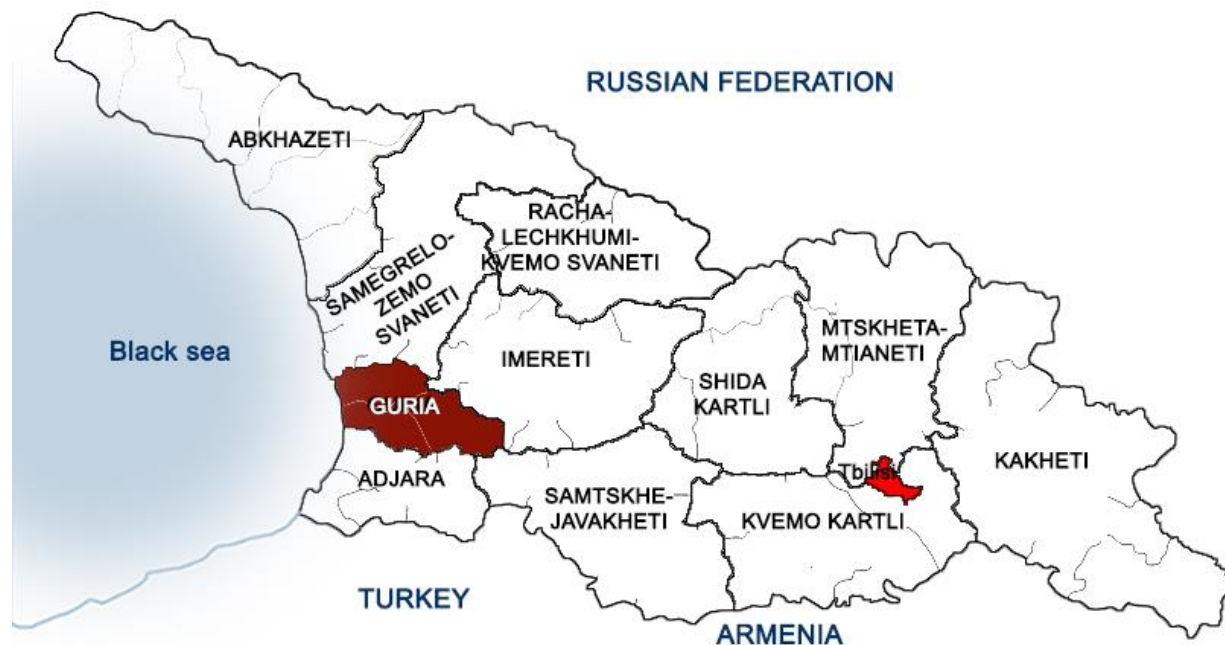 RUSSIAN FEDERATION
ABKHAZETI
RACHA-
LECHKHUMI-
KVEMO SVANETI
SAMEGRELO-
ZEMO
SVANETI
MTSKHETA-
MTIANETI
Black sea
IMERETI
SHIDA
KARTLI
GURIA
KAKHETI
Tbilisi
ADJARA
SAMTSKHE-
JAVAKHETI
KVEMO KARTLI
TURKEY
ARMENIA